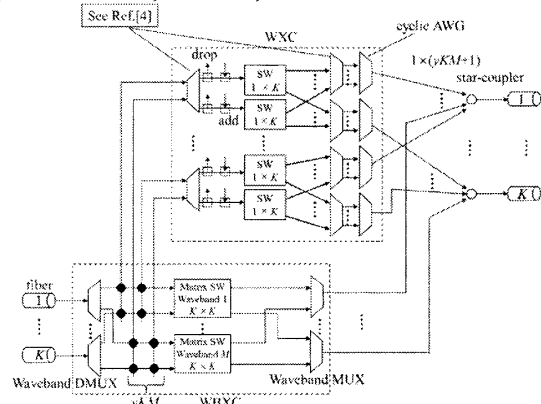 See Ref.[4]
WXC
cyclic AWG
drop
1×(γKM+1)
star-coupler
SW
1 × K
SW
1 × K
add
1
SW
1 × K
SW
1 × K
K
fiber
1
Matrix SW
Waveband 1
K × K
K
Matrix SW
Waveband M
K × K
Waveband DMUX
Waveband MUX
γKM
WBXC